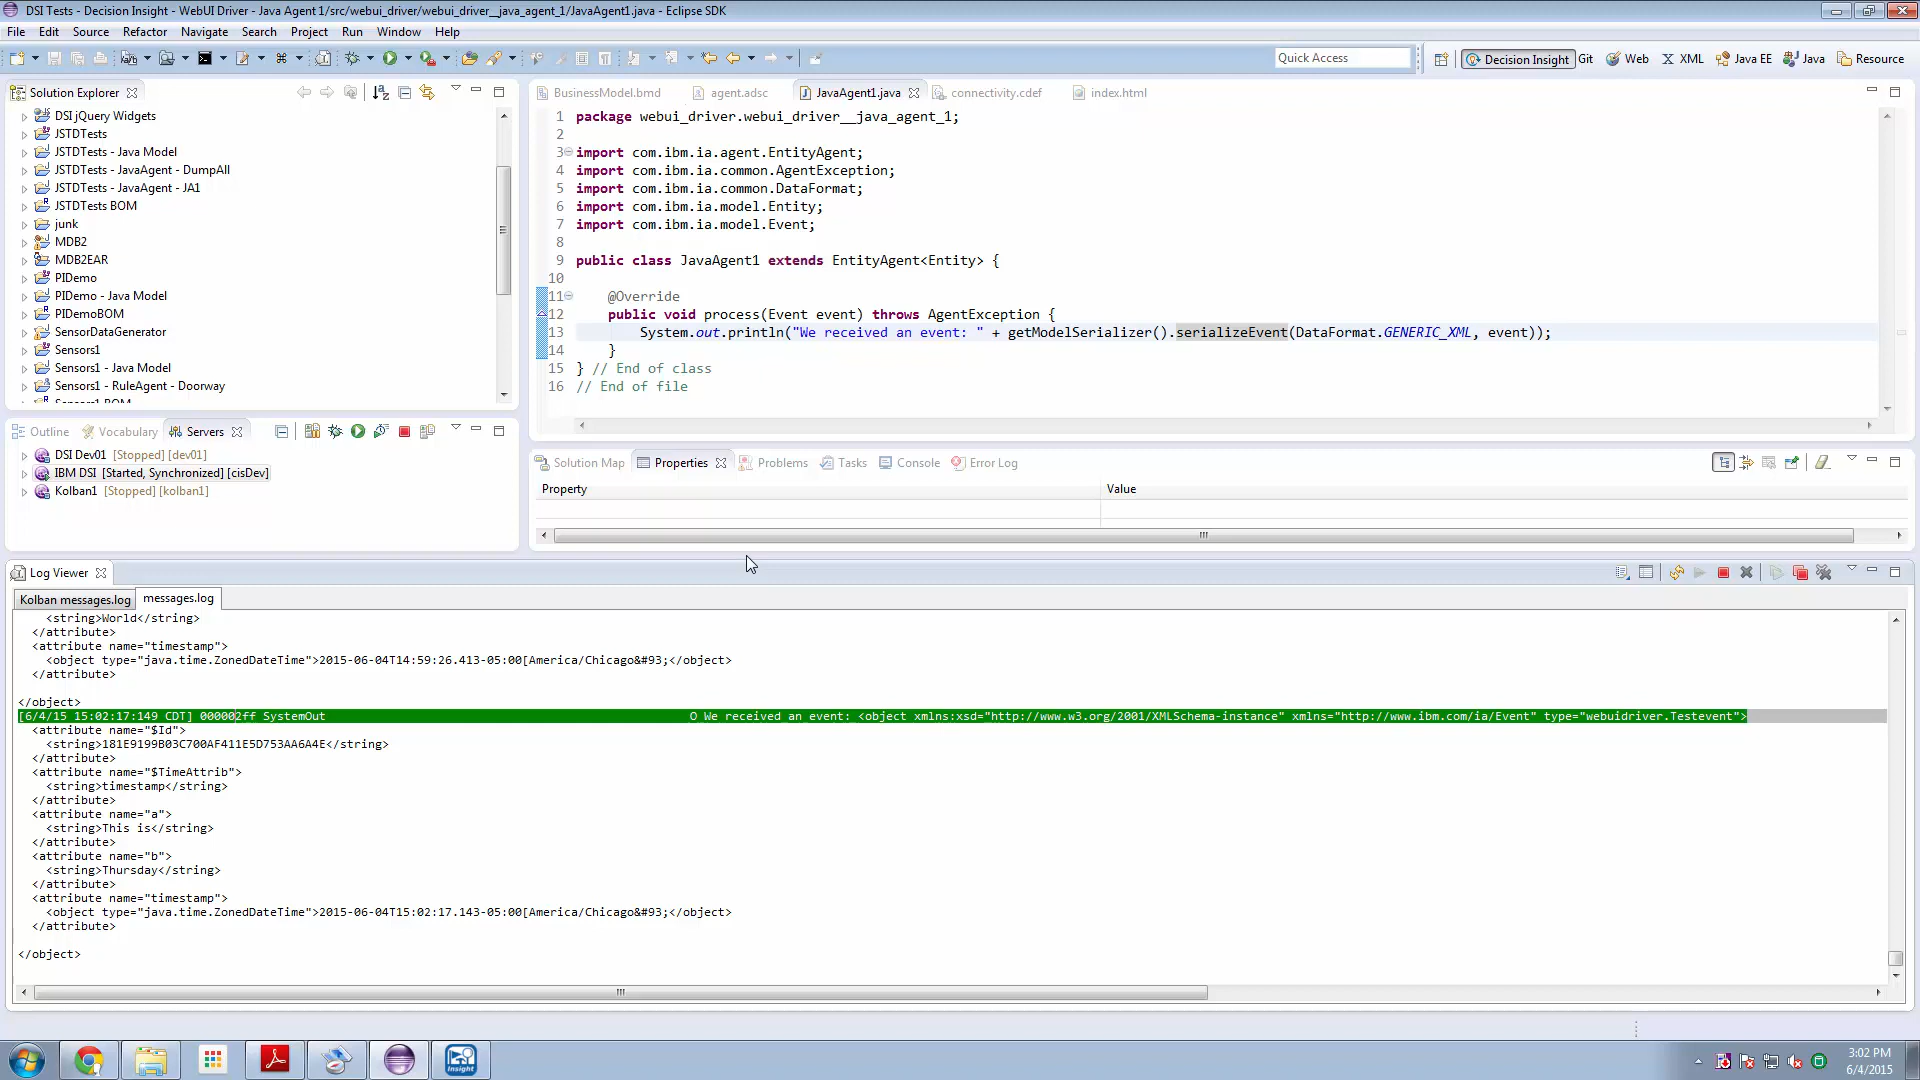 DSI Tests - Decision Insight - WebUI Driver - Java Agent 1/src/webui_driver/webui_driver__java_agent_1/JavaAgent1.java - Eclipse SDK
File Edit Source Refactor Navigate Search Project Run Window Help
Quick Access
Decision Insight Git Web XML Java EE Java Resource
Solution Explorer
DSI jQuery Widgets
JSTDTests
JSTDTests - Java Model
JSTDTests - JavaAgent - DumpAll
JSTDTests - JavaAgent - JA1
JSTDTests BOM
junk
MDB2
MDB2EAR
PIDemo
PIDemo - Java Model
PIDemoBOM
SensorDataGenerator
Sensors1
Sensors1 - Java Model
Sensors1 - RuleAgent - Doorway
Sensors1 BOM
BusinessModel.bmd agent.adsc JavaAgent1.java connectivity.cdef index.html
1 package webui_driver.webui_driver__java_agent_1;
2
3 import com.ibm.ia.agent.EntityAgent;
4 import com.ibm.ia.common.AgentException;
5 import com.ibm.ia.common.DataFormat;
6 import com.ibm.ia.model.Entity;
7 import com.ibm.ia.model.Event;
8
9 public class JavaAgent1 extends EntityAgent<Entity> {
10
11 @Override
12 public void process(Event event) throws AgentException {
13 System.out.println("We received an event: " + getModelSerializer().serializeEvent(DataFormat.GENERIC_XML, event));
14 }
15 } // End of class
16 // End of file
Outline Vocabulary Servers
DSI Dev01 [Stopped] [dev01]
IBM DSI [Started, Synchronized] [cisDev]
Kolban1 [Stopped] [kolban1]
Solution Map Properties Problems Tasks Console Error Log
Property Value
Log Viewer
Kolban messages.log messages.log
<string>World</string>
</attribute>
<attribute name="timestamp">
<object type="java.time.ZonedDateTime">2015-06-04T14:59:26.413-05:00[America/Chicago&#93;</object>
</attribute>
</object>
[6/4/15 15:02:17:149 CDT] 000002ff SystemOut O We received an event: <object xmlns:xsd="http://www.w3.org/2001/XMLSchema-instance" xmlns="http://www.ibm.com/ia/Event" type="webuidriver.Testevent">
<attribute name="$Id">
<string>181E9199B03C700AF411E5D753AA6A4E</string>
</attribute>
<attribute name="$TimeAttrib">
<string>timestamp</string>
</attribute>
<attribute name="a">
<string>This is</string>
</attribute>
<attribute name="b">
<string>Thursday</string>
</attribute>
<attribute name="timestamp">
<object type="java.time.ZonedDateTime">2015-06-04T15:02:17.143-05:00[America/Chicago&#93;</object>
</attribute>
</object>
Insight
3:02 PM
6/4/2015